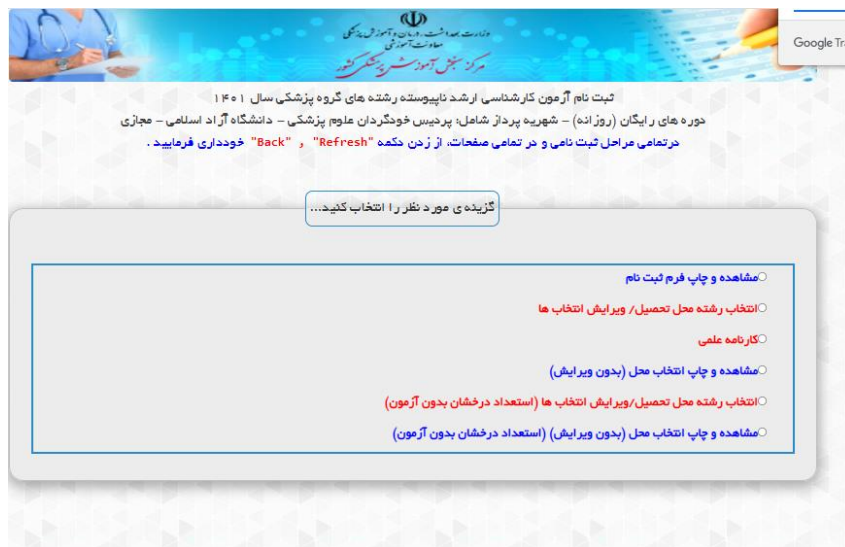 وزارت بهداشت، درمان و آموزش پزشکی
معاونت آموزشی
مرکز سنجش آموزش پزشکی کشور
Google Tra
ثبت نام آزمون کارشناسی ارشد ناپیوسته رشته های گروه پزشکی سال ۱۴۰۱
دوره های رایگان (روزانه) – شهریه پرداز شامل: پردیس خودگردان علوم پزشکی – دانشگاه آزاد اسلامی – مجازی
درتمامی مراحل ثبت نامی و در تمامی صفحات، از زدن دکمه "Refresh" و "Back" خودداری فرمایید .
گزینه ی مورد نظر را انتخاب کنید...
مشاهده و چاپ فرم ثبت نام
انتخاب رشته محل تحصیل/ ویرایش انتخاب ها
کارنامه علمی
مشاهده و چاپ انتخاب محل (بدون ویرایش)
انتخاب رشته محل تحصیل/ویرایش انتخاب ها (استعداد درخشان بدون آزمون)
مشاهده و چاپ انتخاب محل (بدون ویرایش) (استعداد درخشان بدون آزمون)